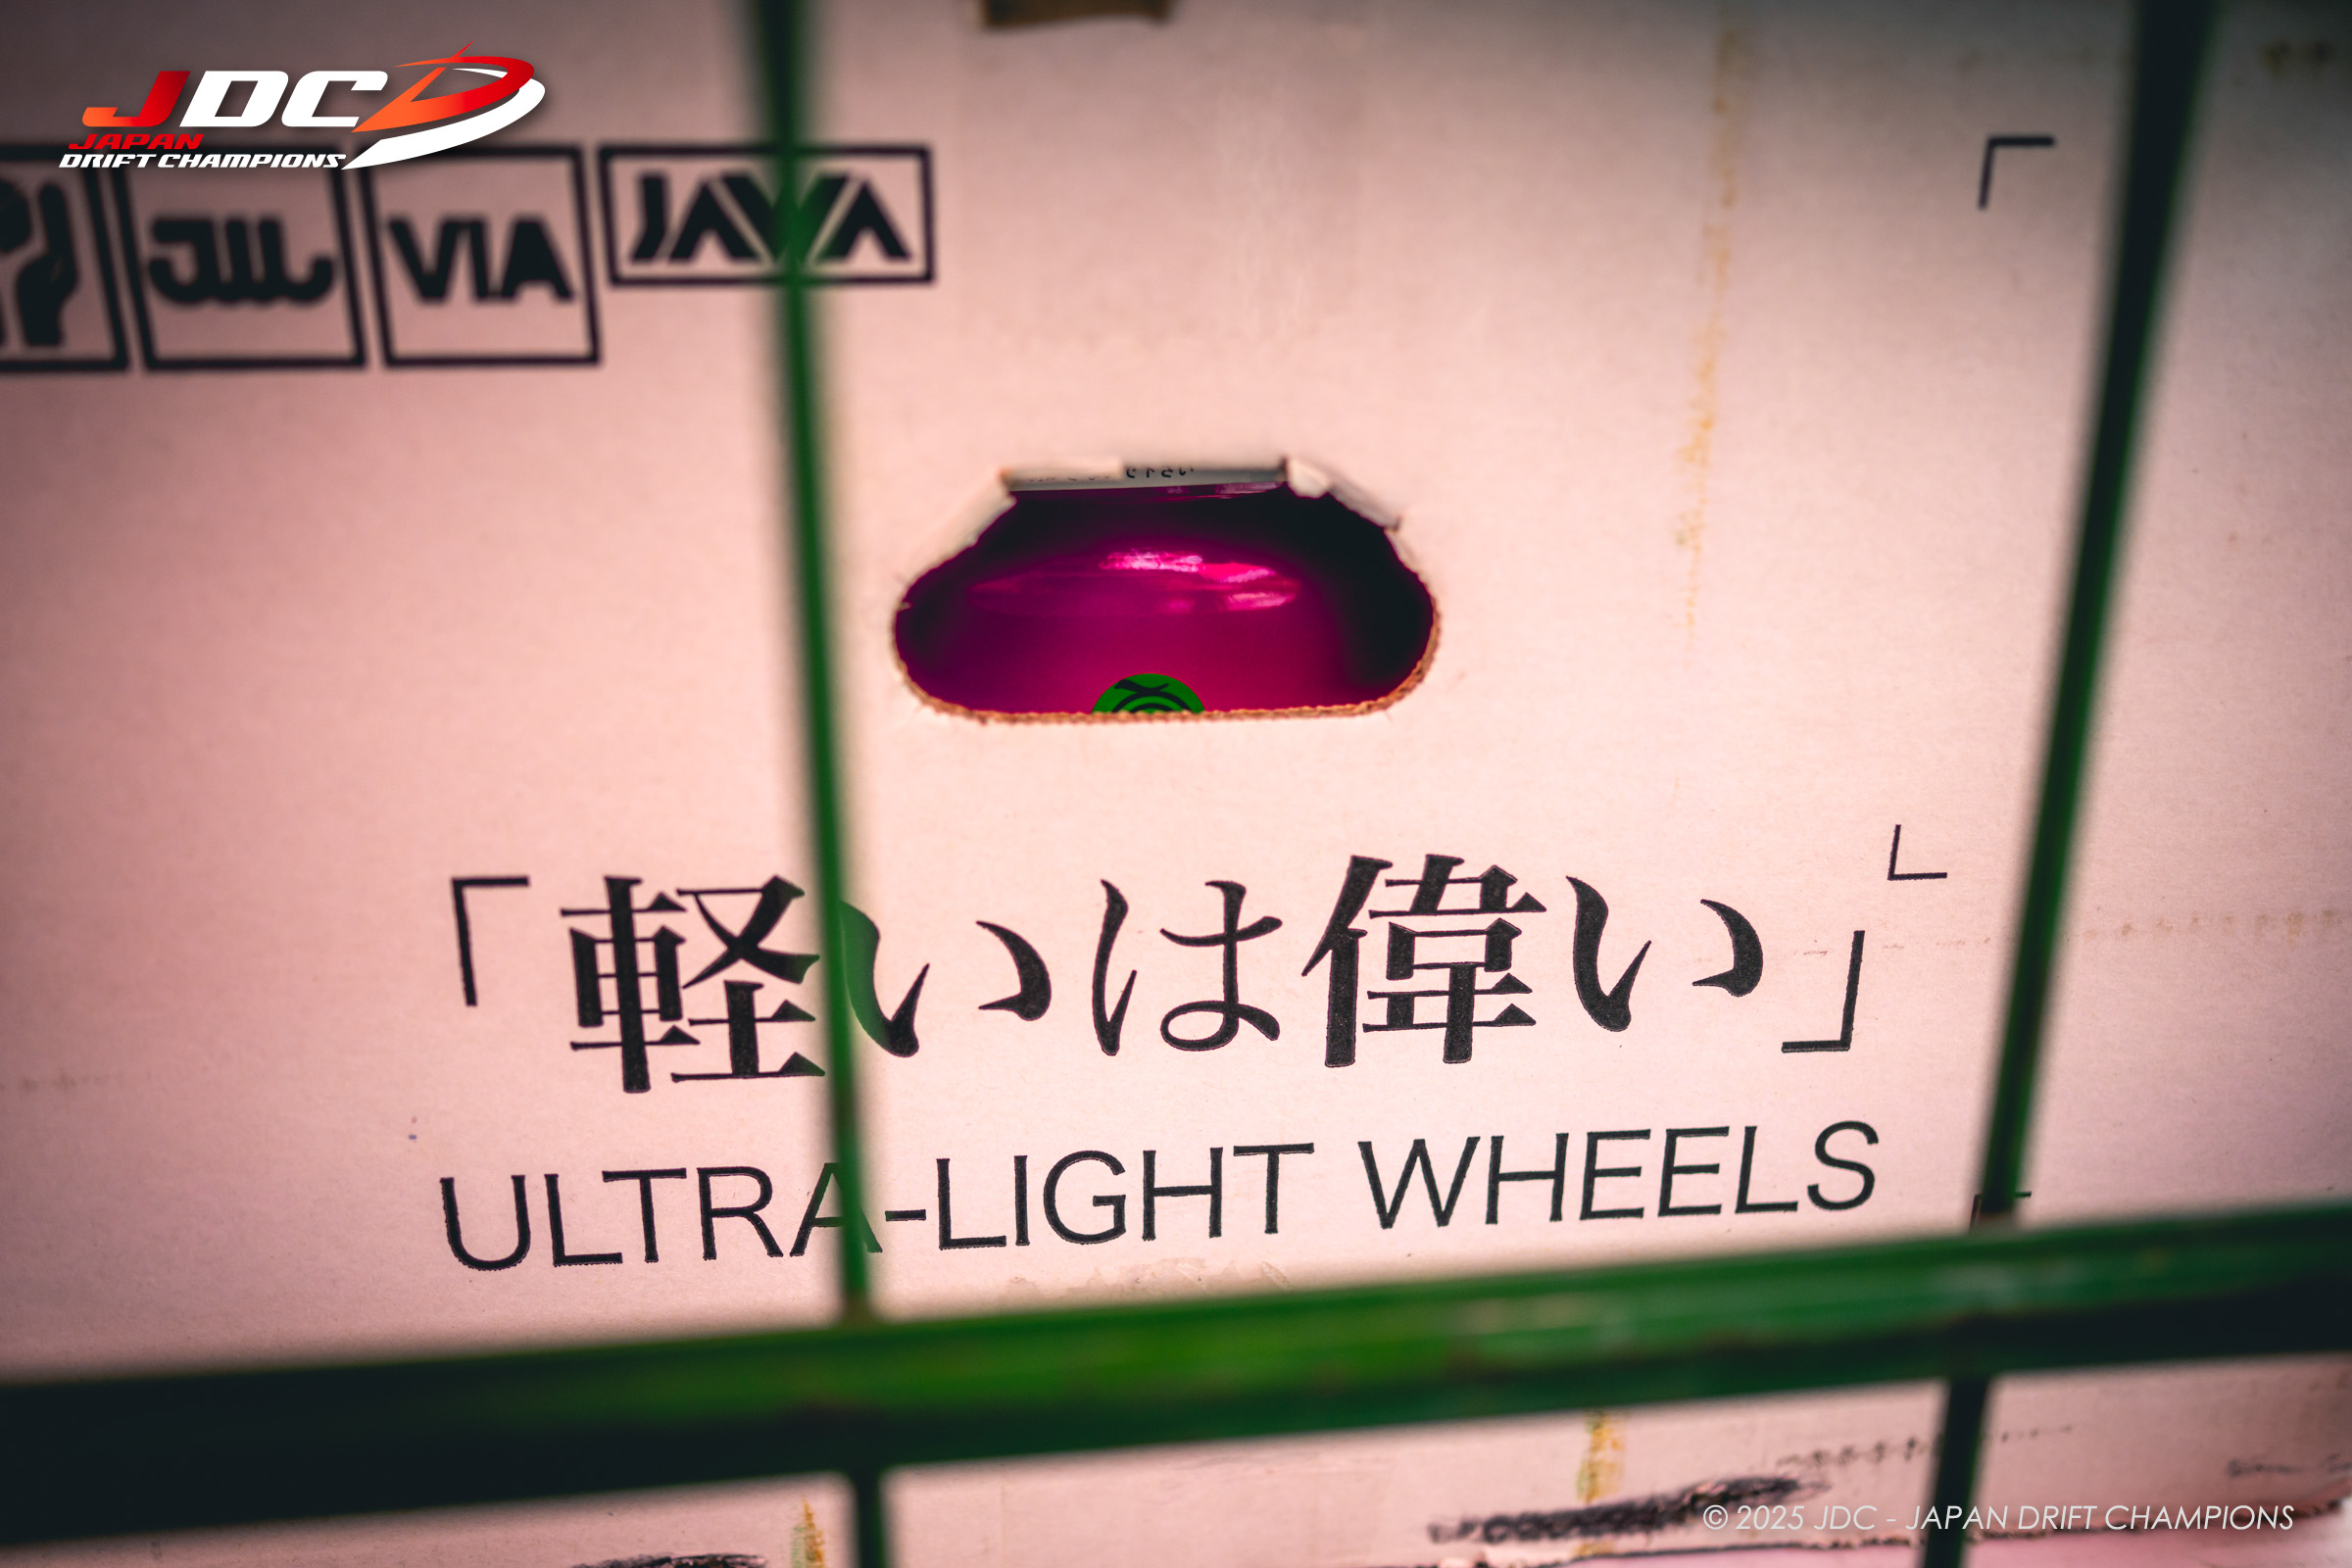 JDC
JAPAN
DRIFT CHAMPIONS
JWL
VIA
JAWA
「軽いは偉い」
ULTRA-LIGHT WHEELS
© 2025 JDC - JAPAN DRIFT CHAMPIONS